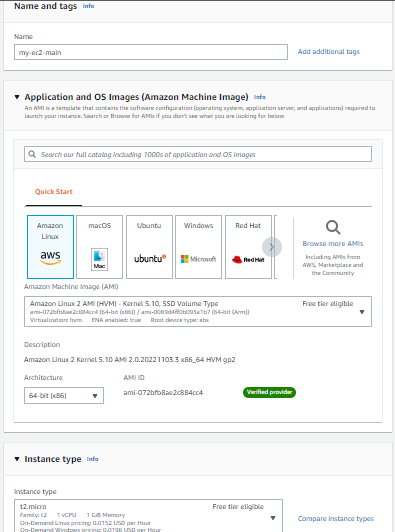 Name and tags Info
Name
my-ec2-main
Add additional tags
▼ Application and OS Images (Amazon Machine Image) Info
An AMI is a template that contains the software configuration (operating system, application server, and applications) required to
launch your instance. Search or Browse for AMIs if you don't see what you are looking for below
Search our full catalog including 1000s of application and OS images
Quick Start
Amazon
Linux
aws
macOS
Mac
Ubuntu
ubuntu
Windows
Microsoft
Red Hat
Red Hat
Browse more AMIs
Including AMIs from
AWS, Marketplace and
the Community
Amazon Machine Image (AMI)
Amazon Linux 2 AMI (HVM) - Kernel 5.10, SSD Volume Type
Free tier eligible
ami-072bfb8ae2c884cc4 (64-bit (x86)) / ami-0089d4ff0b093a1b7 (64-bit (Arm))
Virtualization: hvm ENA enabled: true Root device type: ebs
Description
Amazon Linux 2 Kernel 5.10 AMI 2.0.20221103.3 x86_64 HVM gp2
Architecture
64-bit (x86)
AMI ID
ami-072bfb8ae2c884cc4
Verified provider
▼ Instance type Info
Instance type
t2.micro
Free tier eligible
Family: t2 1 vCPU 1 GiB Memory
On-Demand Linux pricing: 0.0152 USD per Hour
On-Demand Windows pricing: 0.0198 USD per Hour
Compare instance types